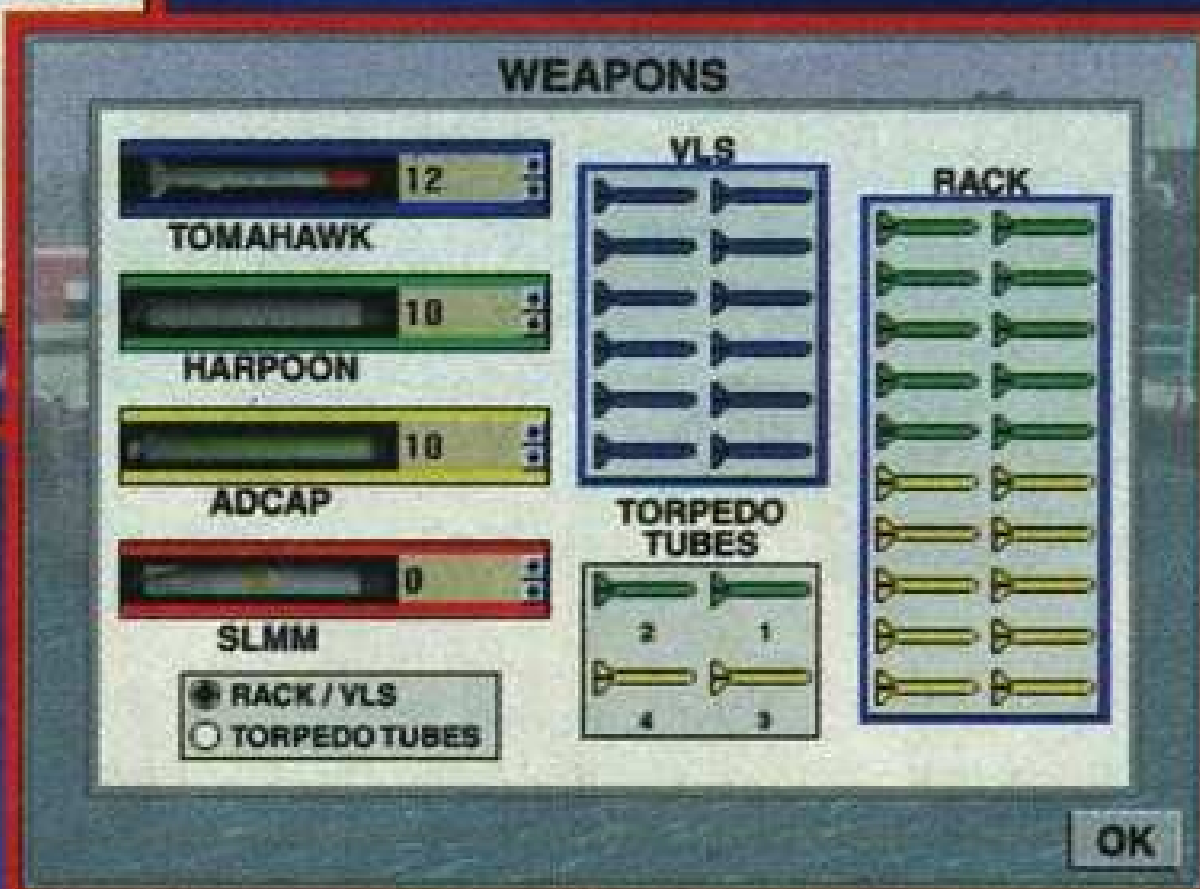 WEAPONS
12
TOMAHAWK
10
HARPOON
10
ADCAP
0
SLMM
RACK / VLS
TORPEDO TUBES
VLS
TORPEDO
TUBES
2 1
4 3
RACK
OK